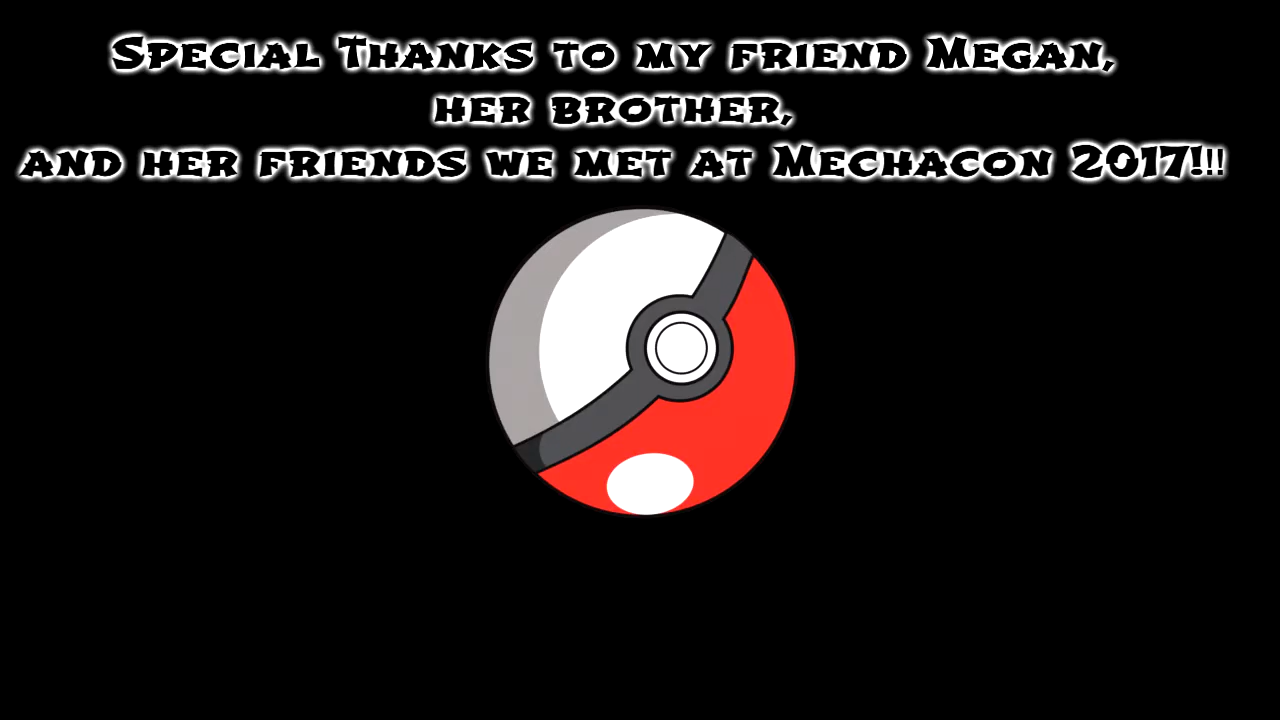 Special Thanks to my friend Megan,
her brother,
and her friends we met at Mechacon 2017!!!